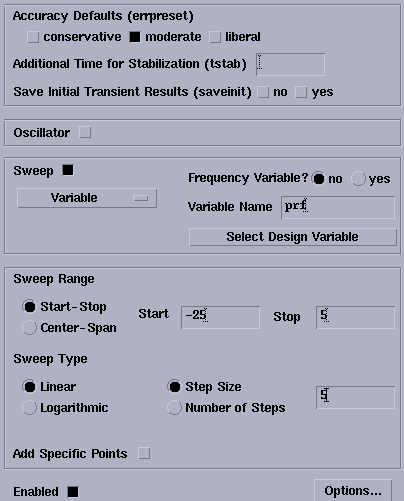 Accuracy Defaults (errpreset)
conservative moderate liberal
Additional Time for Stabilization (tstab)
Save Initial Transient Results (saveinit) no yes
Oscillator
Sweep
Frequency Variable? no yes
Variable
Variable Name prf
Select Design Variable
Sweep Range
Start-Stop
Start -25 Stop 5
Center-Span
Sweep Type
Linear Step Size
5
Logarithmic Number of Steps
Add Specific Points
Enabled Options...